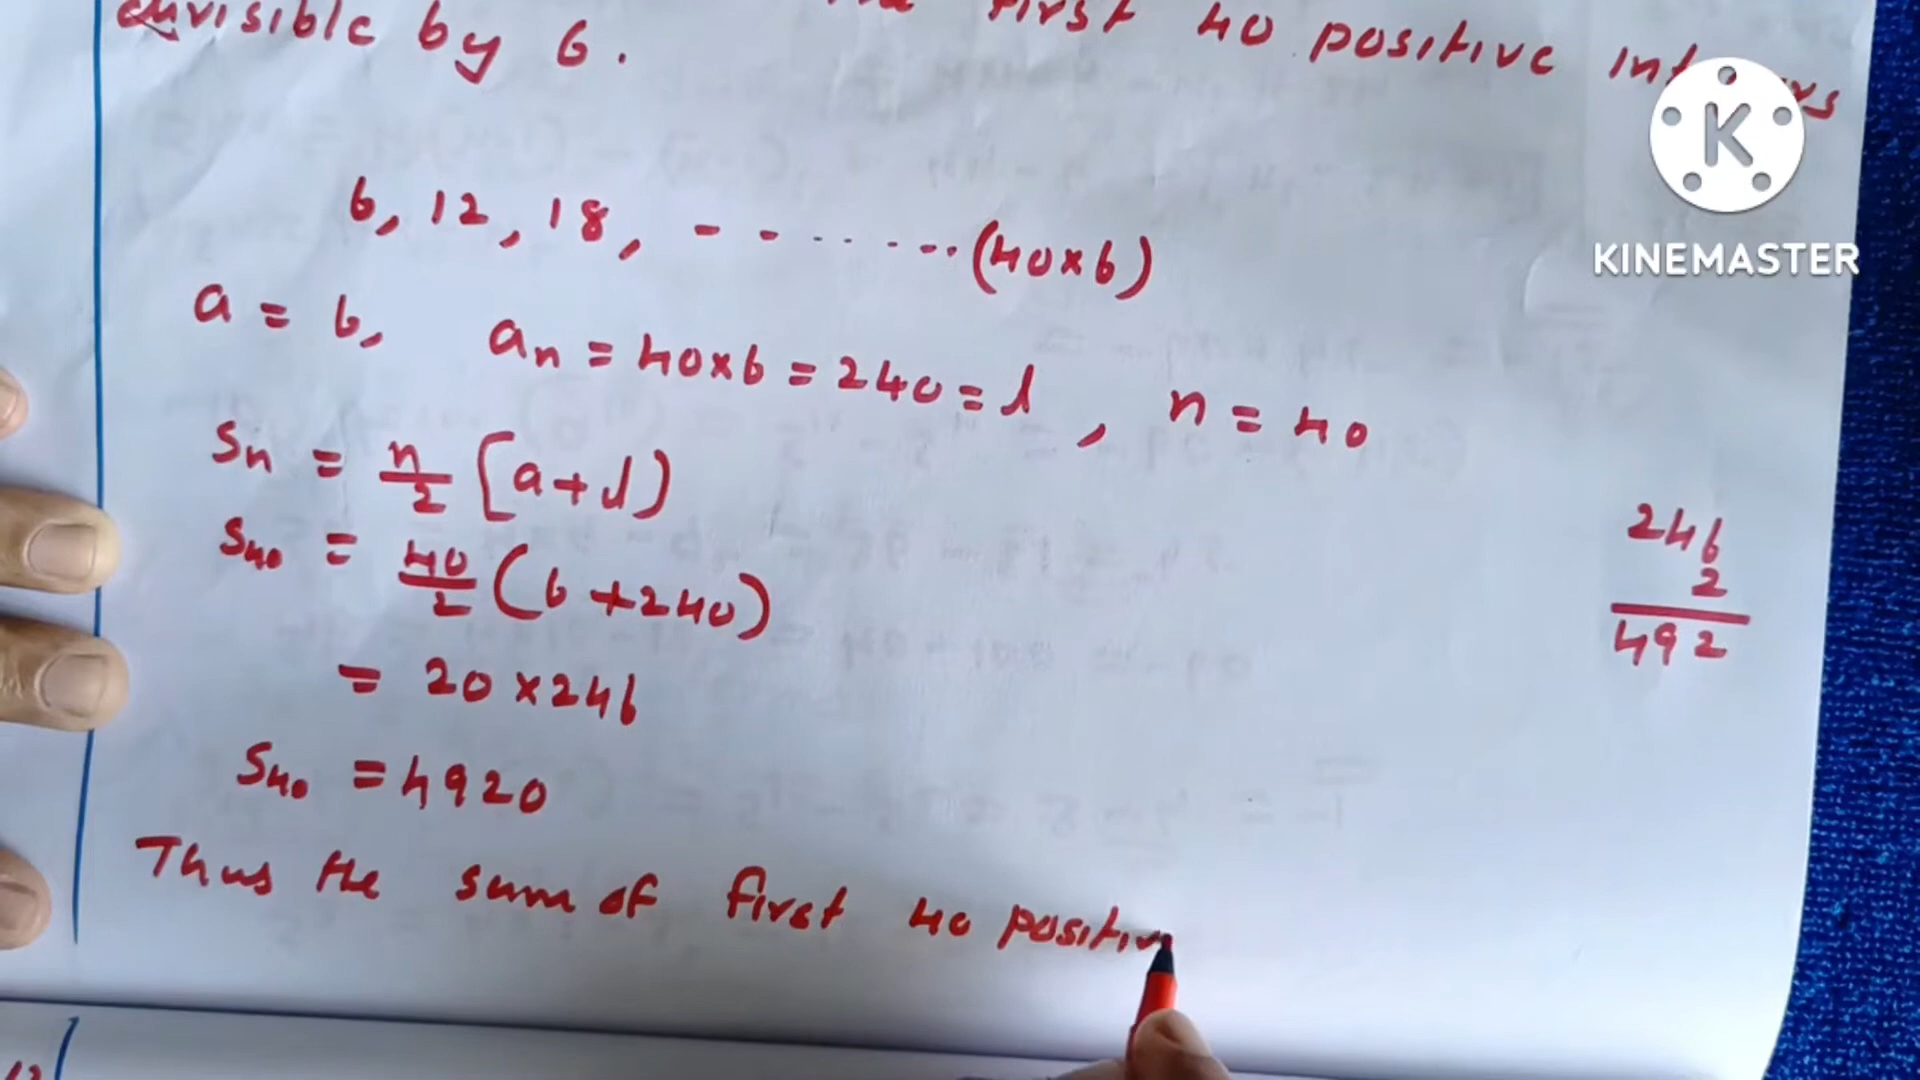 first 40 positive
divisible by 6.
6, 12, 18, - - ...... (40×6)
a = 6, an = 40×6 = 240 = l, n = 40
Sn = n/2 [a+l)
S40 = 40/2 (6+240)
= 20×246
S40 = 4920
Thus the sum of first 40 positiv
246
2
492
K
KINEMASTER